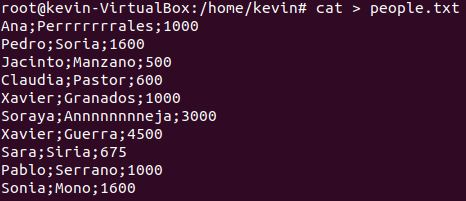 root@kevin-VirtualBox:/home/kevin# cat > people.txt
Ana;Perrrrrrrales;1000
Pedro;Soria;1600
Jacinto;Manzano;500
Claudia;Pastor;600
Xavier;Granados;1000
Soraya;Annnnnnneja;3000
Xavier;Guerra;4500
Sara;Siria;675
Pablo;Serrano;1000
Sonia;Mono;1600